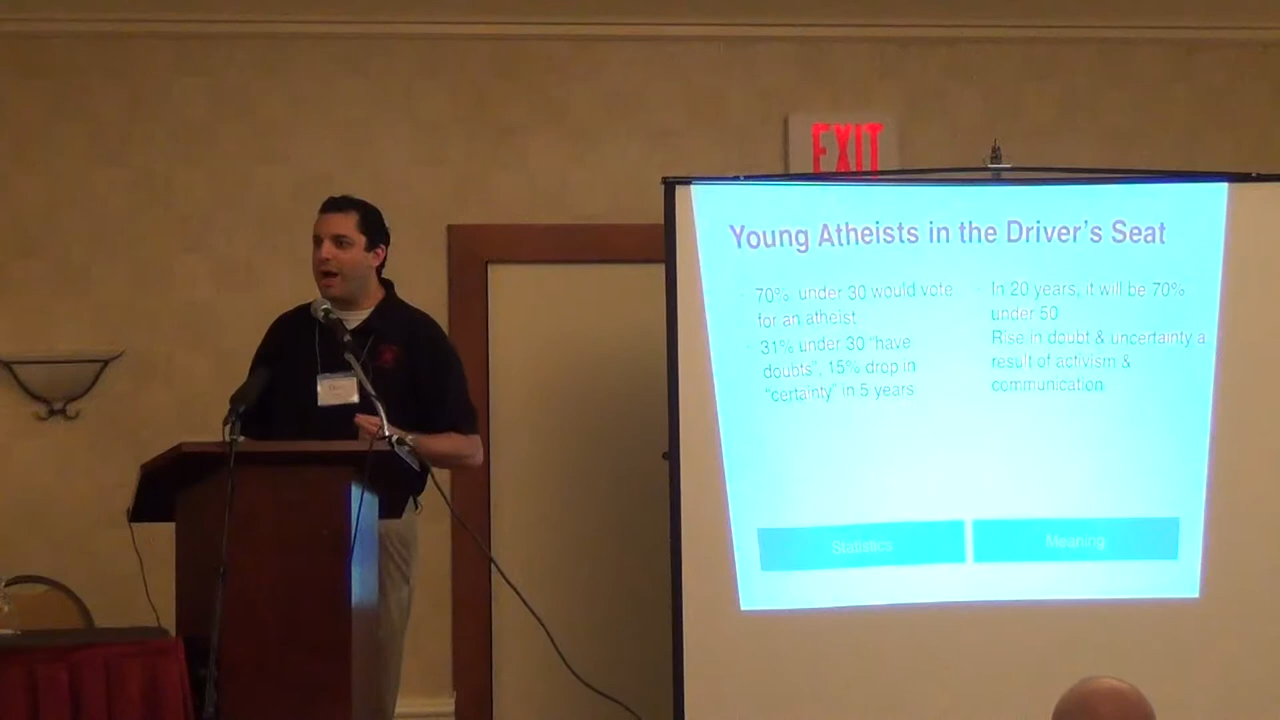 EXIT
Young Atheists in the Driver's Seat
70% under 30 would vote
for an atheist
31% under 30 "have
doubts", 15% drop in
"certainty" in 5 years
In 20 years, it will be 70%
under 50
Rise in doubt & uncertainty a
result of activism &
communication
Statistics
Meaning